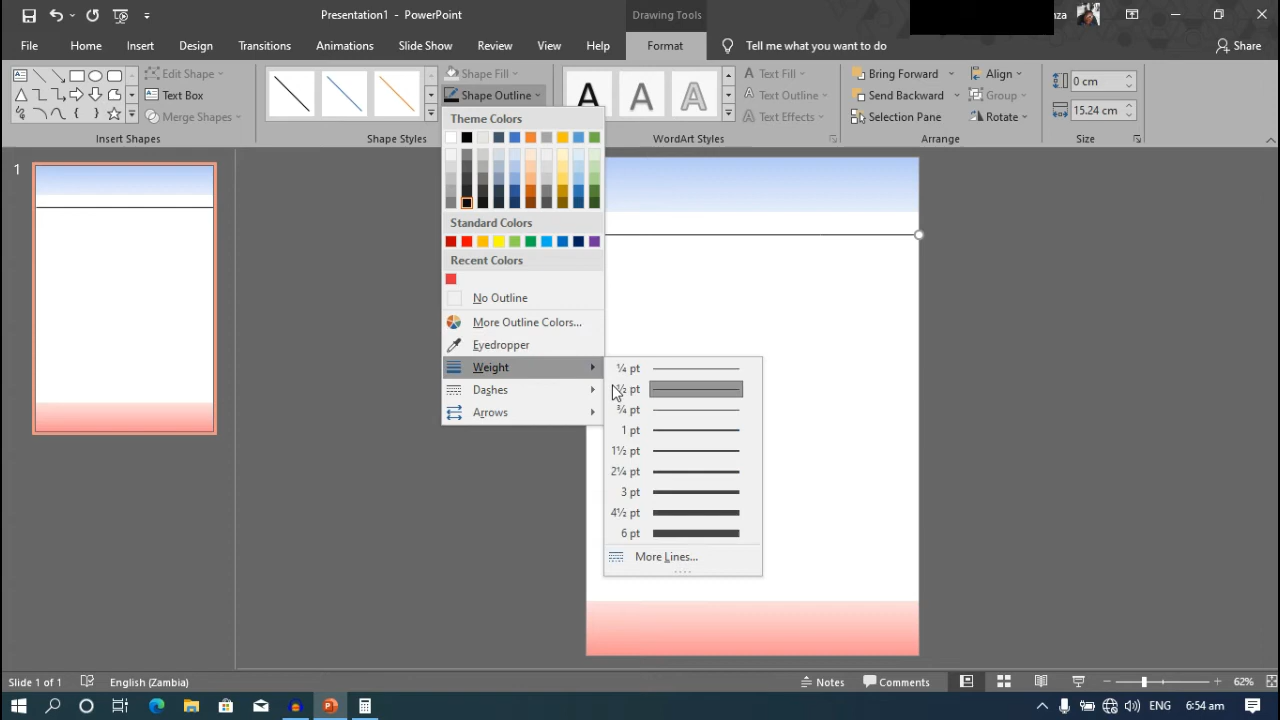 Presentation1 - PowerPoint
Drawing Tools
nza
File Home Insert Design Transitions Animations Slide Show Review View Help Format Tell me what you want to do Share
Edit Shape
Text Box
Merge Shapes
Insert Shapes
Shape Fill
Shape Outline
Shape Styles
A A A
Text Fill
Text Outline
Text Effects
WordArt Styles
Bring Forward
Send Backward
Selection Pane
Align
Group
Rotate
Arrange
0 cm
15.24 cm
Size
1
Theme Colors
Standard Colors
Recent Colors
No Outline
More Outline Colors...
Eyedropper
Weight
Dashes
Arrows
¼ pt
½ pt
¾ pt
1 pt
1½ pt
2¼ pt
3 pt
4½ pt
6 pt
More Lines...
Slide 1 of 1 English (Zambia) Notes Comments 62%
ENG 6:54 am